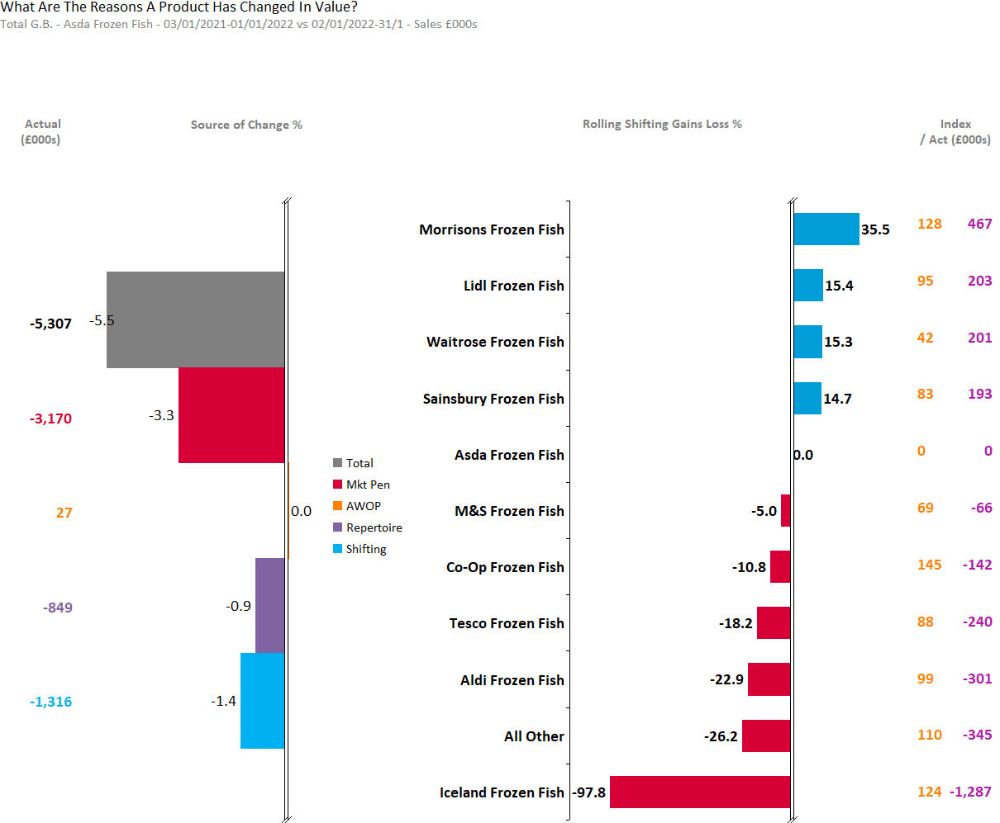 What Are The Reasons A Product Has Changed In Value?
Total G.B. - Asda Frozen Fish - 03/01/2021-01/01/2022 vs 02/01/2022-31/1 - Sales £000s
Actual
(£000s)
Source of Change %
Rolling Shifting Gains Loss %
Index
/ Act (£000s)
-5,307
-5.5
-3,170
-3.3
27
0.0
-849
-0.9
-1,316
-1.4
Total
Mkt Pen
AWOP
Repertoire
Shifting
Morrisons Frozen Fish 35.5 128 467
Lidl Frozen Fish 15.4 95 203
Waitrose Frozen Fish 15.3 42 201
Sainsbury Frozen Fish 14.7 83 193
Asda Frozen Fish 0.0 0 0
M&S Frozen Fish -5.0 69 -66
Co-Op Frozen Fish -10.8 145 -142
Tesco Frozen Fish -18.2 88 -240
Aldi Frozen Fish -22.9 99 -301
All Other -26.2 110 -345
Iceland Frozen Fish -97.8 124 -1,287